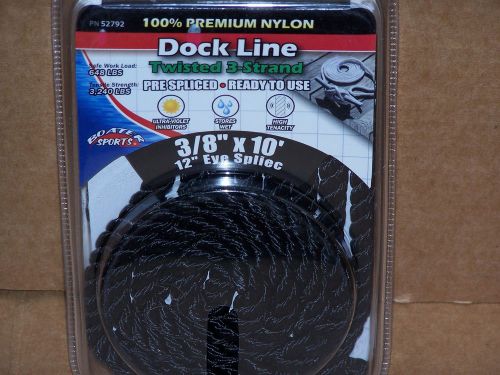 PN 52792
100% PREMIUM NYLON
Dock Line
Twisted 3-Strand
Safe Work Load:
648 LBS
Tensile Strength:
3,240 LBS
PRE SPLICED • READY TO USE
ULTRA-VIOLET
INHIBITORS
STORES
WET
HIGH
TENACITY
BOATER
SPORTS
3/8" x 10'
12" Eye Spliec